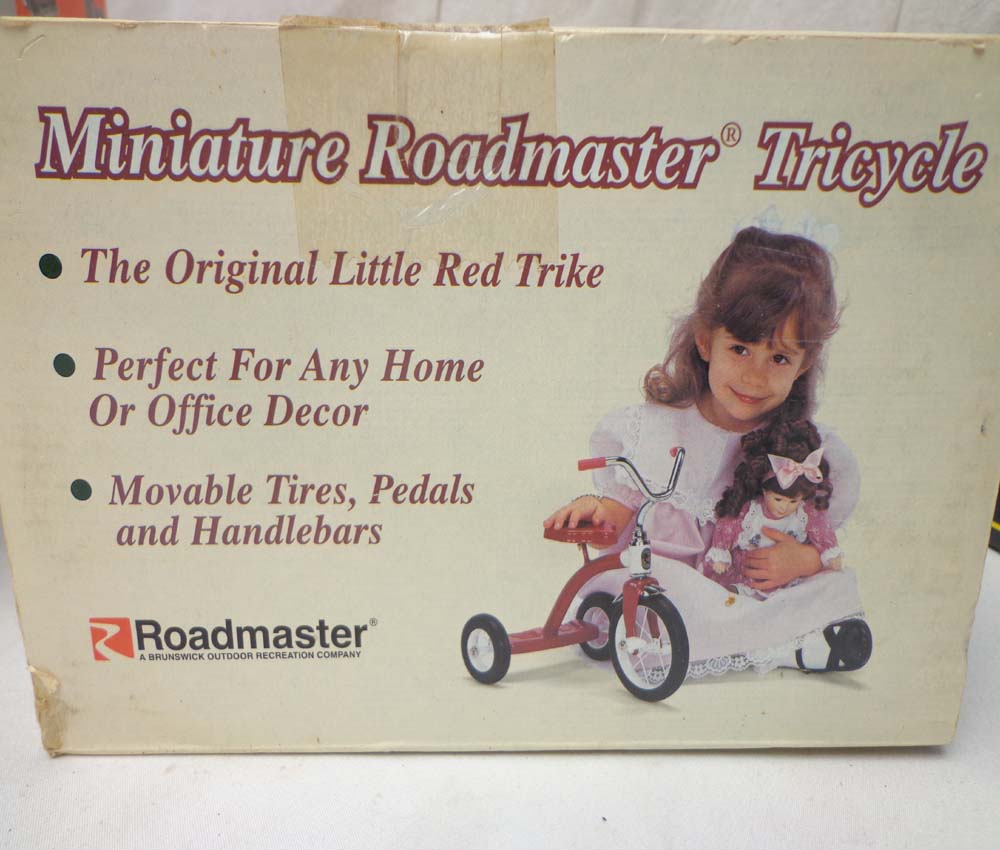 Miniature Roadmaster® Tricycle
• The Original Little Red Trike
• Perfect For Any Home
Or Office Decor
• Movable Tires, Pedals
and Handlebars
Roadmaster®
A BRUNSWICK OUTDOOR RECREATION COMPANY